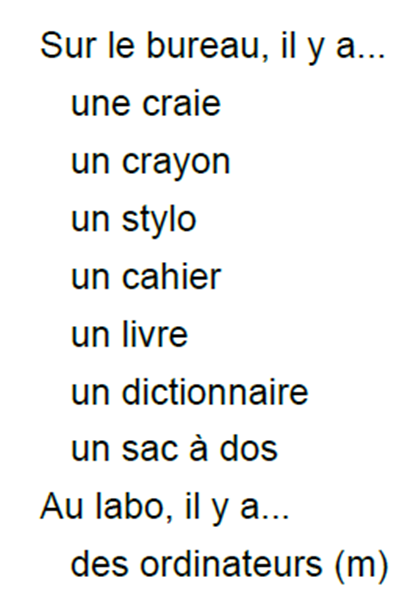 Sur le bureau, il y a...
une craie
un crayon
un stylo
un cahier
un livre
un dictionnaire
un sac à dos
Au labo, il y a...
des ordinateurs (m)